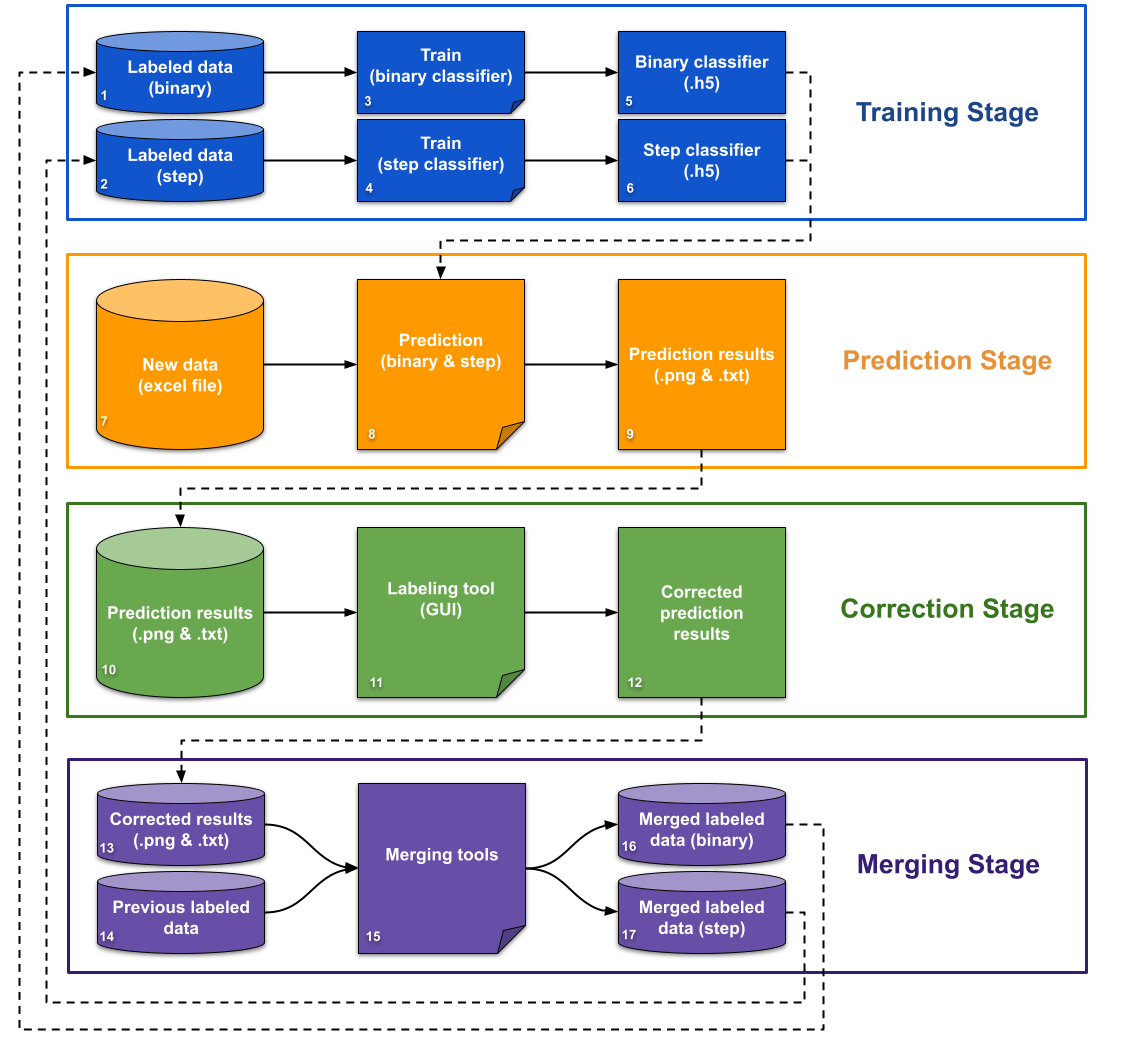 Labeled data
(binary)
1
Train
(binary classifier)
3
Binary classifier
(.h5)
5
Labeled data
(step)
2
Train
(step classifier)
4
Step classifier
(.h5)
6
Training Stage
New data
(excel file)
7
Prediction
(binary & step)
8
Prediction results
(.png & .txt)
9
Prediction Stage
Prediction results
(.png & .txt)
10
Labeling tool
(GUI)
11
Corrected
prediction
results
12
Correction Stage
Corrected results
(.png & .txt)
13
Previous labeled
data
14
Merging tools
15
Merged labeled
data (binary)
16
Merged labeled
data (step)
17
Merging Stage